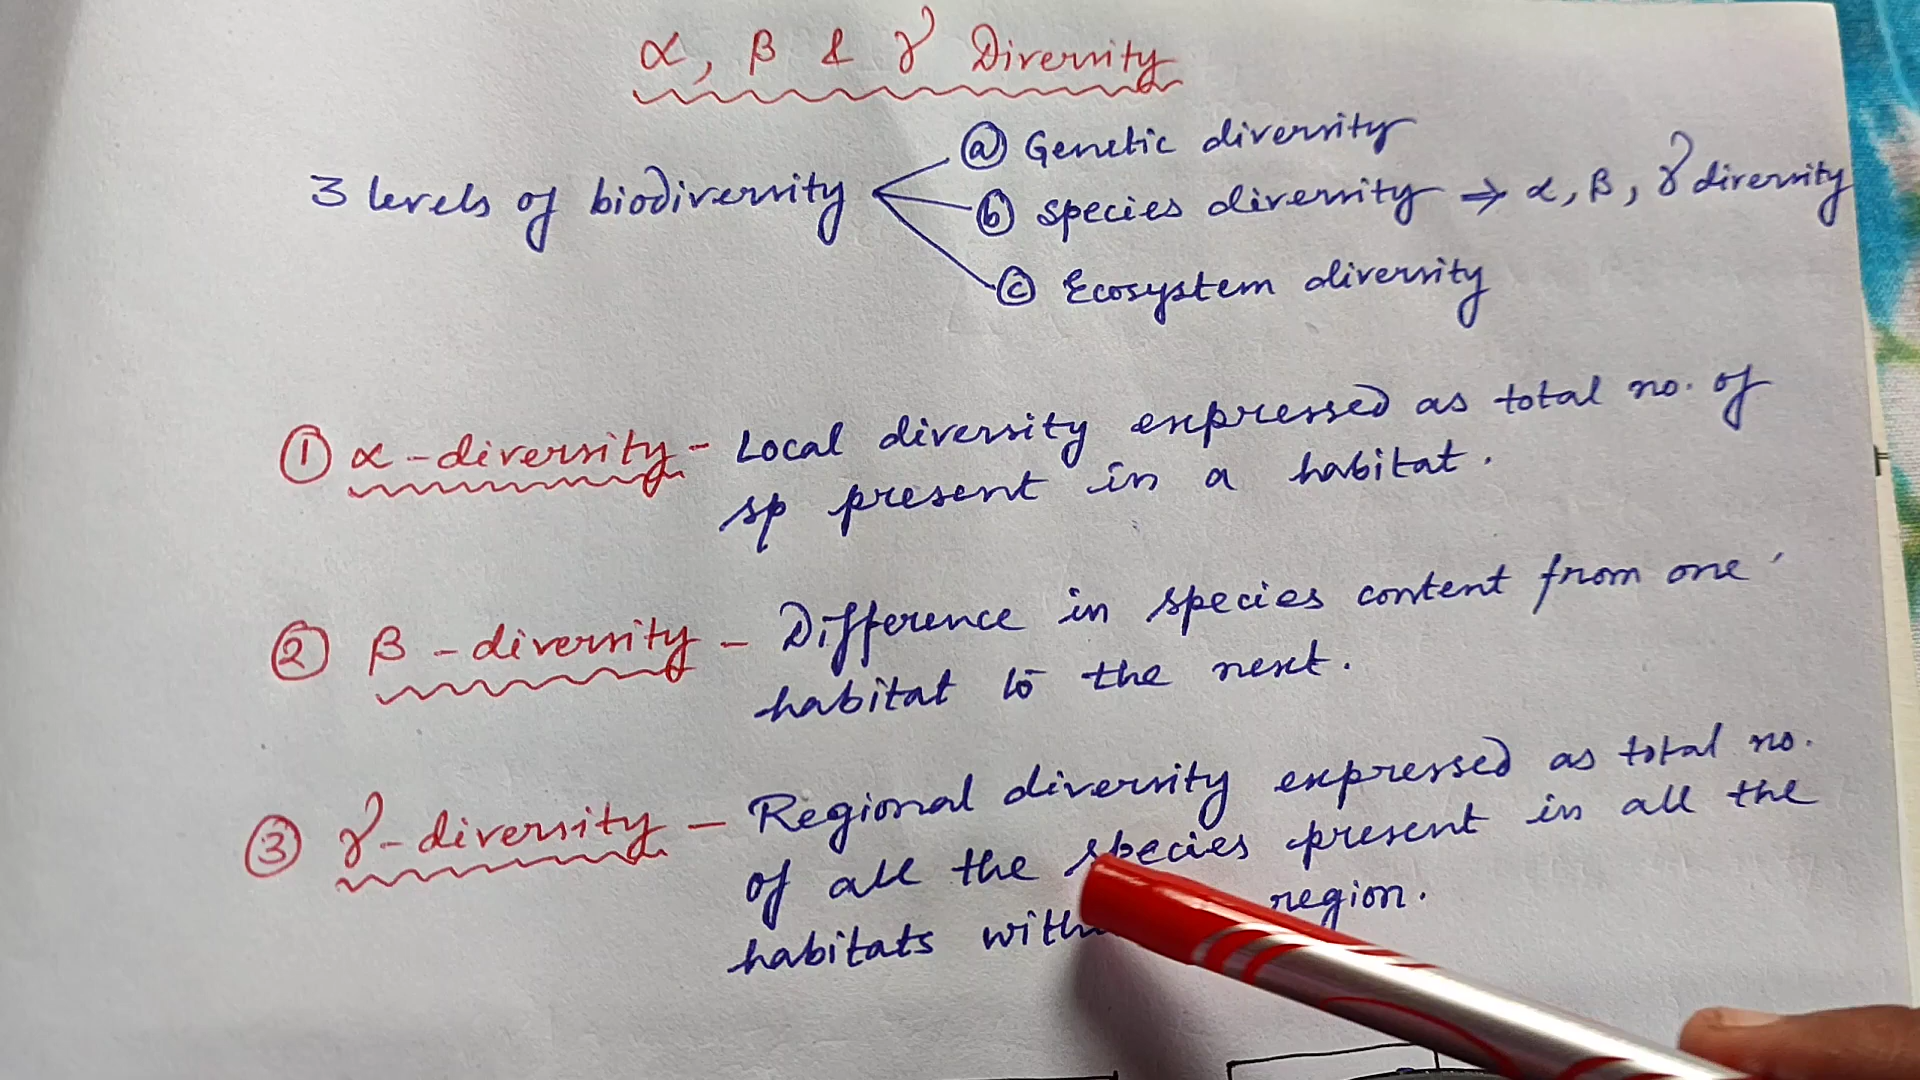 α, β & γ Diversity
3 levels of biodiversity
ⓐ Genetic diversity
ⓑ species diversity → α, β, γ diversity
ⓒ Ecosystem diversity
① α-diversity - Local diversity expressed as total no. of
sp present in a habitat.
② β-diversity - Difference in species content from one
habitat to the next.
③ γ-diversity - Regional diversity expressed as total no.
of all the species present in all the
habitats region.